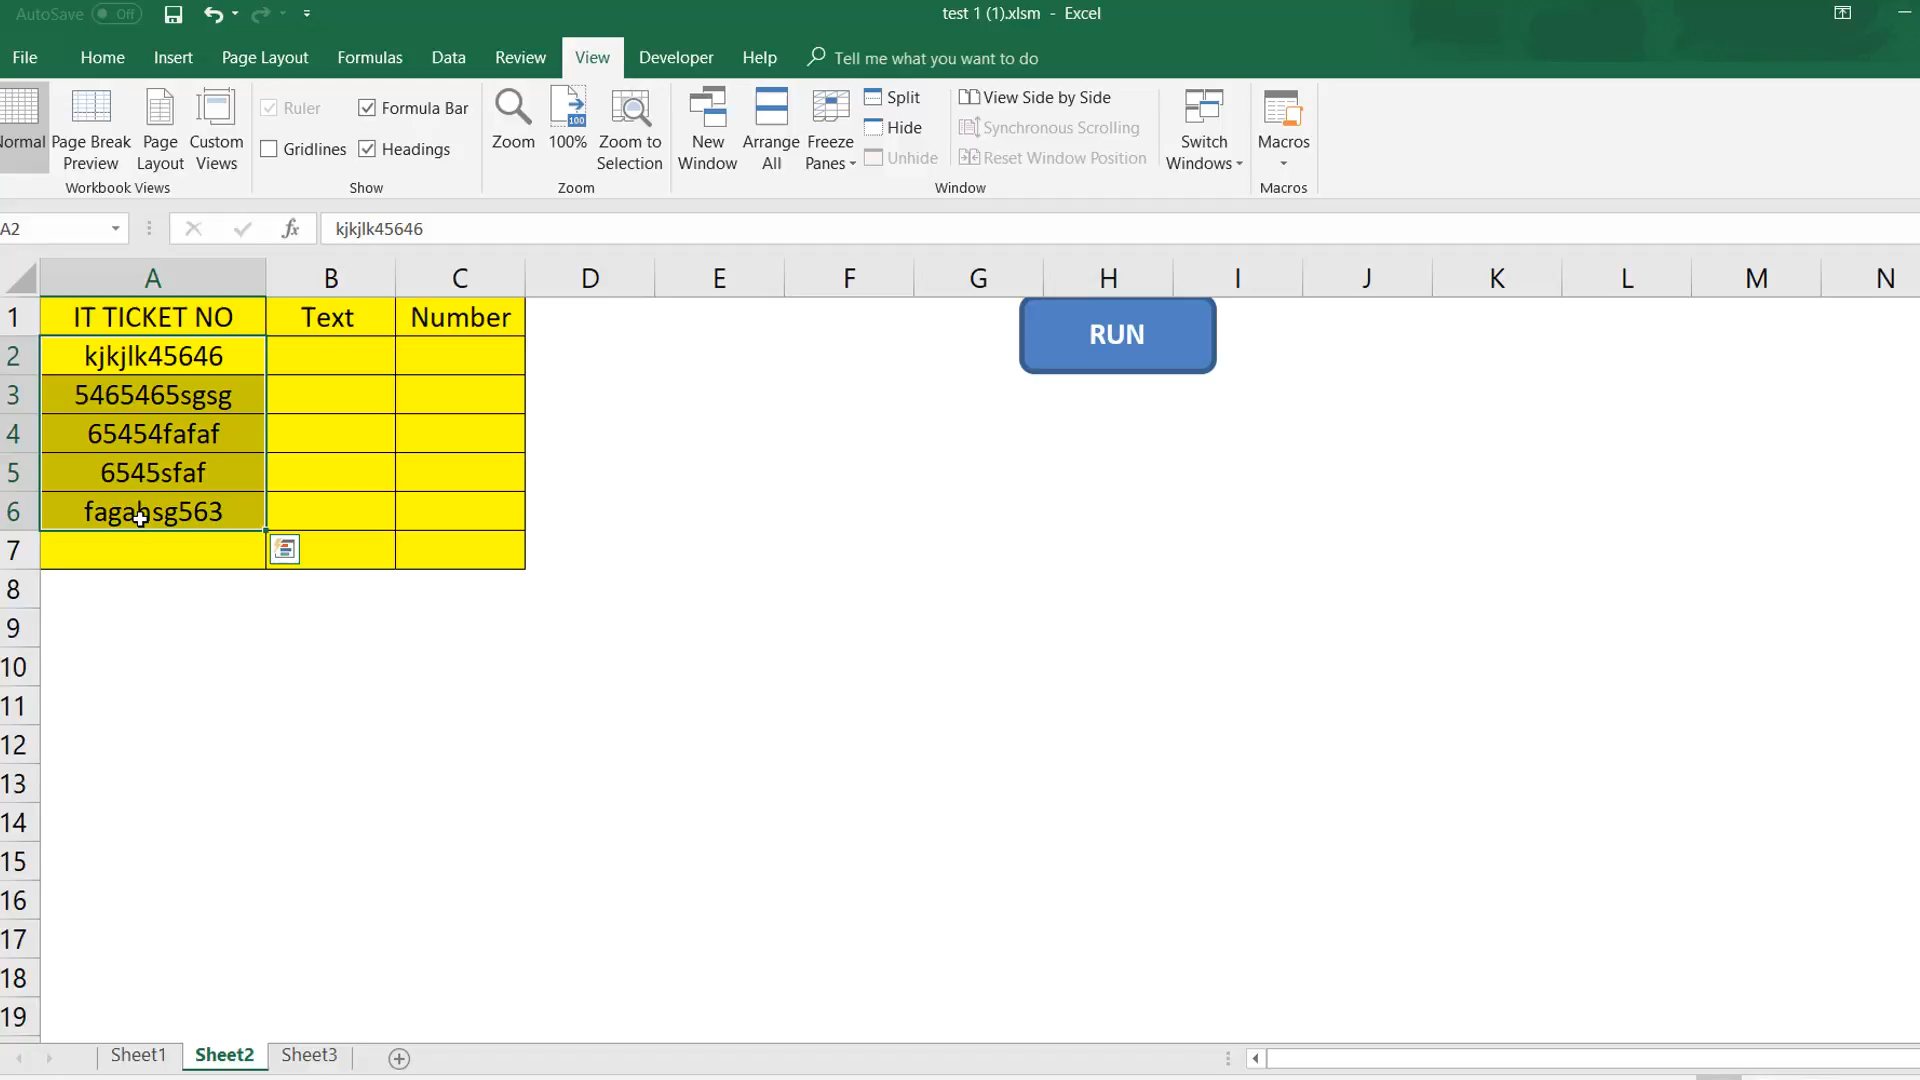 AutoSave Off
test 1 (1).xlsm - Excel
File Home Insert Page Layout Formulas Data Review View Developer Help Tell me what you want to do
Normal
Page Break Preview
Page Layout
Custom Views
Workbook Views
Ruler
Formula Bar
Gridlines
Headings
Show
Zoom
100
100%
Zoom to Selection
Zoom
New Window
Arrange All
Freeze Panes
Split
Hide
Unhide
View Side by Side
Synchronous Scrolling
Reset Window Position
Window
Switch Windows
Macros
Macros
A2 fx kjkjlk45646
A B C D E F G H I J K L M N
1 IT TICKET NO Text Number
RUN
2 kjkjlk45646
3 5465465sgsg
4 65454fafaf
5 6545sfaf
6 fagahsg563
7
8
9
10
11
12
13
14
15
16
17
18
19
Sheet1 Sheet2 Sheet3